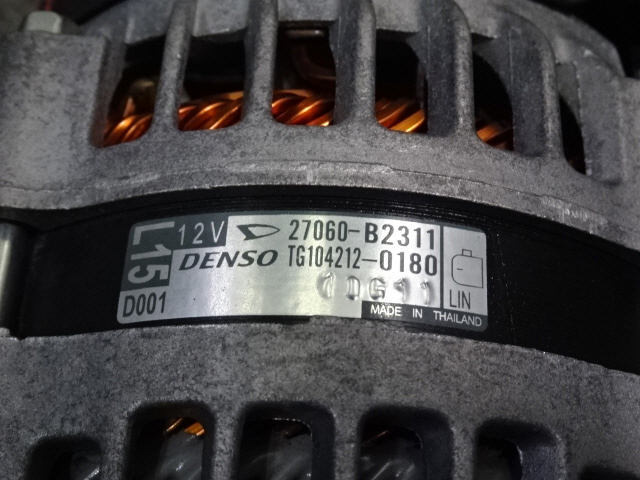 L15
12V 27060-B2311
DENSO TG104212-0180
D001
LIN
MADE IN THAILAND